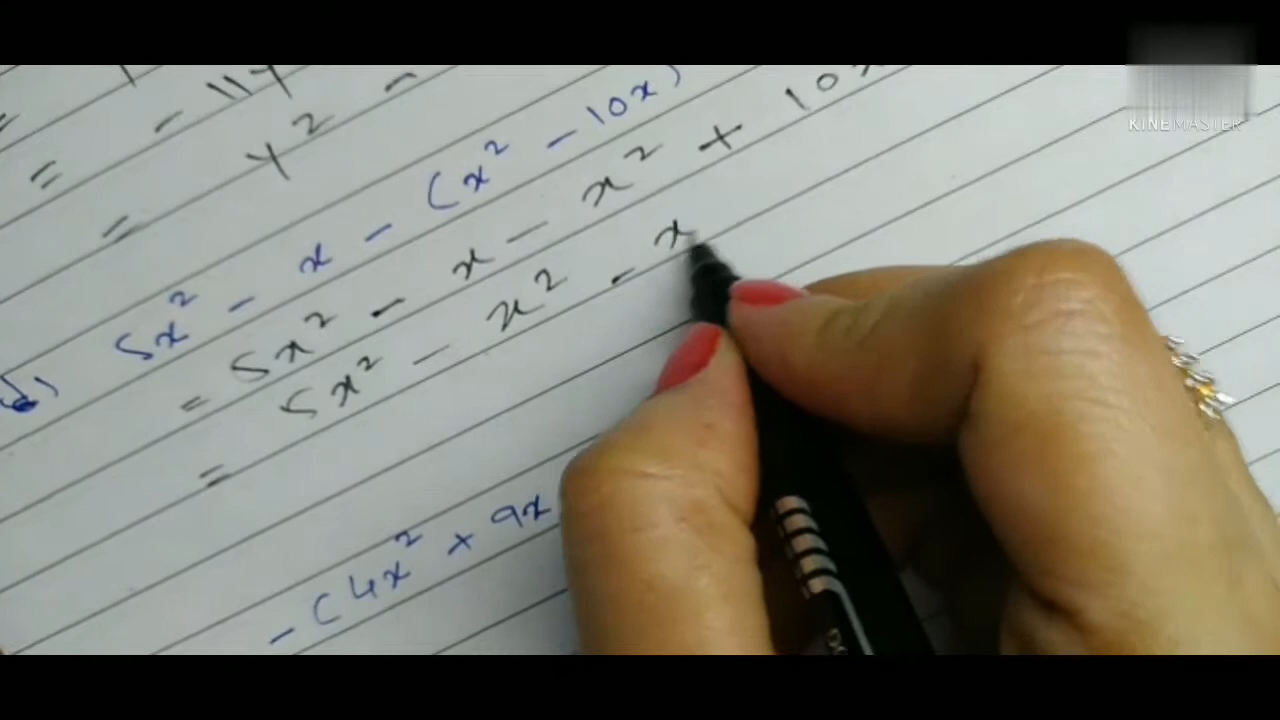 = - 11y
= y² -
d) 5x² - x - (x² - 10x)
= 5x² - x - x² + 10x
= 5x² - x² - x
- (4x² + 9x
KINEMASTER